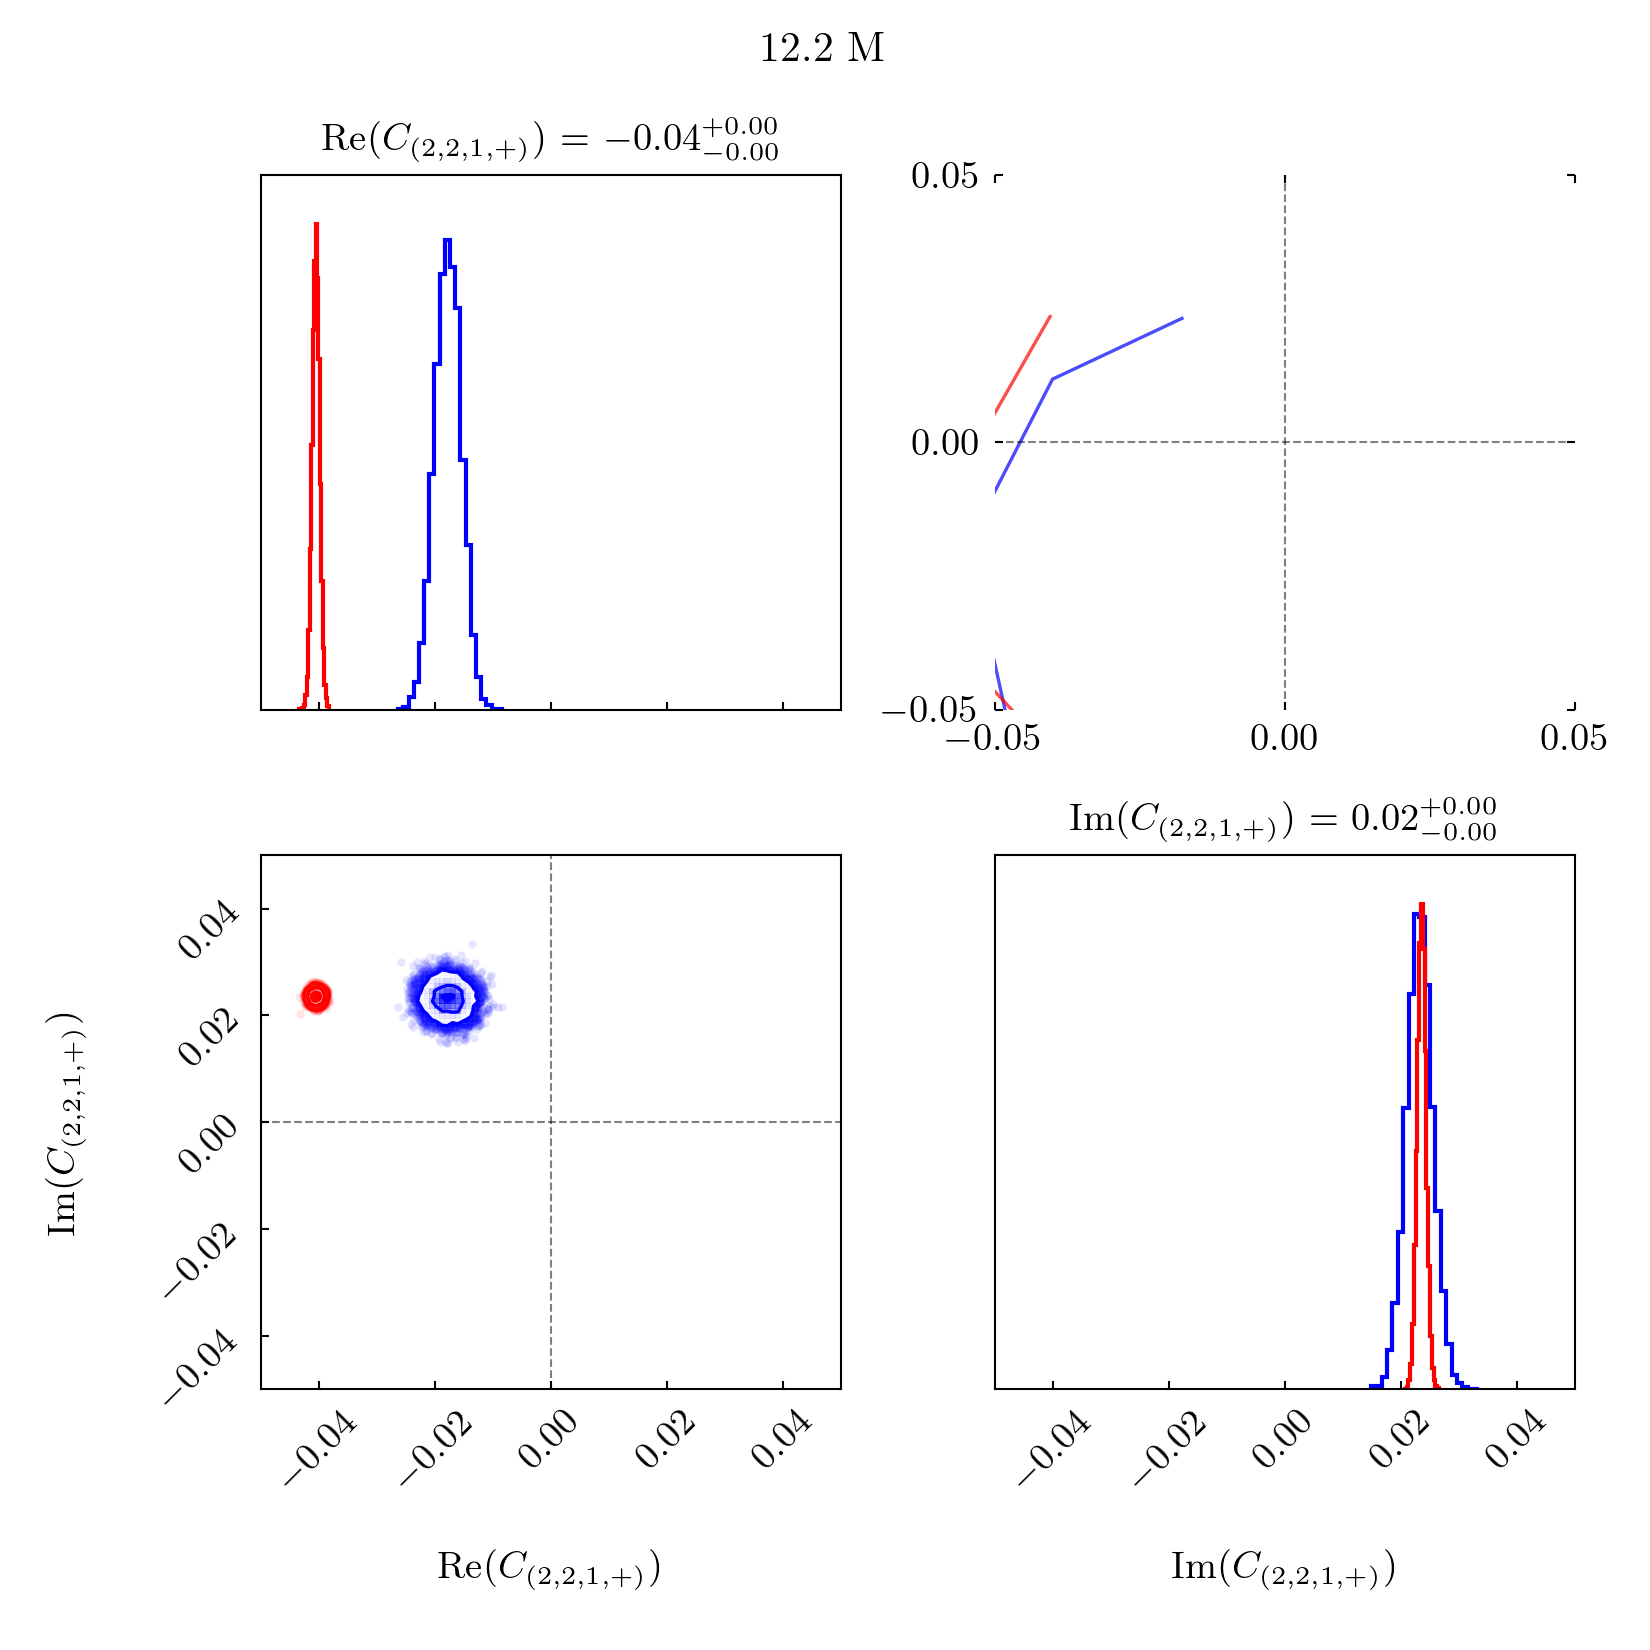 12.2 M
Re(C₍₂,₂,₁,₊₎) = −0.04⁺⁰·⁰⁰₋₀.₀₀
0.05
0.00
−0.05
−0.05 0.00 0.05
Im(C₍₂,₂,₁,₊₎) = 0.02⁺⁰·⁰⁰₋₀.₀₀
Im(C₍₂,₂,₁,₊₎)
0.04
0.02
0.00
−0.02
−0.04
−0.04 −0.02 0.00 0.02 0.04
−0.04 −0.02 0.00 0.02 0.04
Re(C₍₂,₂,₁,₊₎)
Im(C₍₂,₂,₁,₊₎)